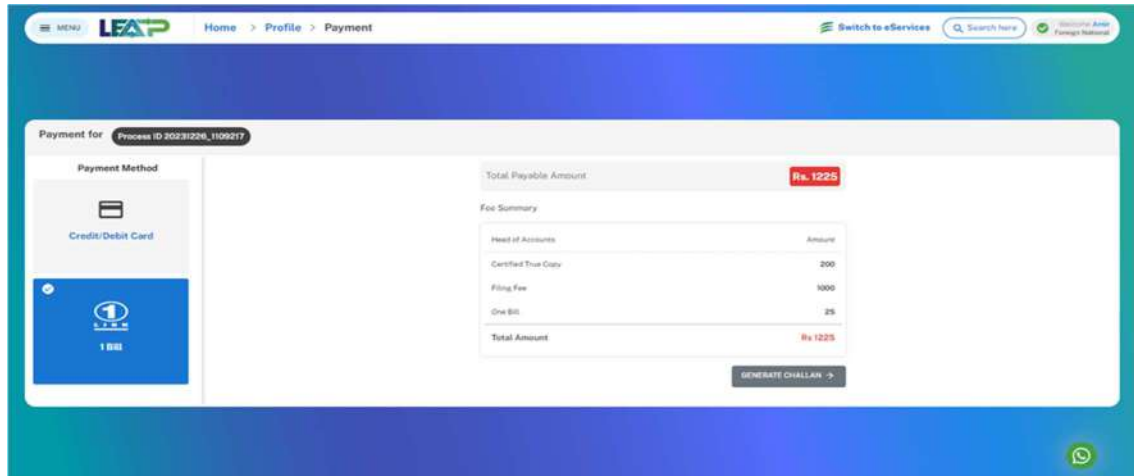 MENU LEAP Home > Profile > Payment Switch to eServices Search here Welcome Amir
Foreign National
Payment for Process ID 20231226_1109217
Payment Method
Credit/Debit Card
1 LINK
1 Bill
Total Payable Amount Rs. 1225
Fee Summary
Head of Accounts Amount
Certified True Copy 200
Filing Fee 1000
One Bill 25
Total Amount Rs 1225
GENERATE CHALLAN →